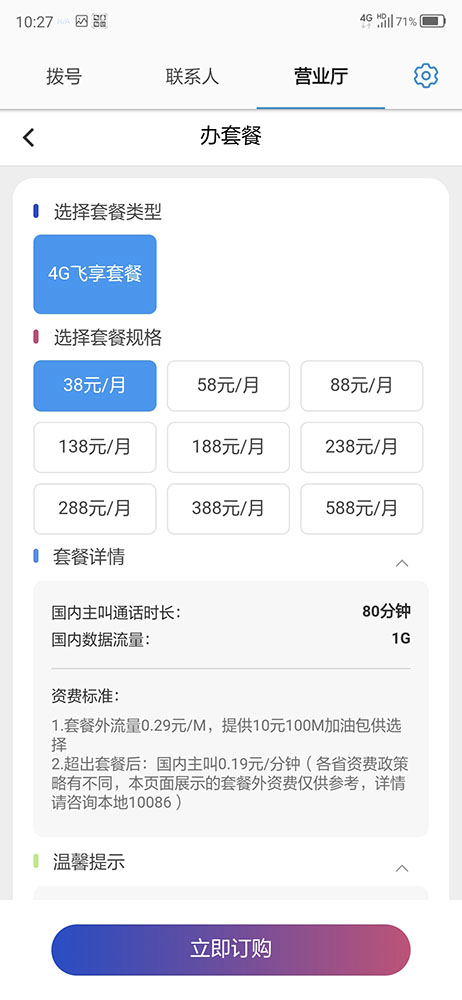 10:27 4G HD 71%
拨号 联系人 营业厅
办套餐
选择套餐类型
4G飞享套餐
选择套餐规格
38元/月 58元/月 88元/月
138元/月 188元/月 238元/月
288元/月 388元/月 588元/月
套餐详情
国内主叫通话时长： 80分钟
国内数据流量： 1G
资费标准：
1.套餐外流量0.29元/M，提供10元100M加油包供选
择
2.超出套餐后：国内主叫0.19元/分钟（各省资费政策
略有不同，本页面展示的套餐外资费仅供参考，详情
请咨询本地10086）
温馨提示
立即订购